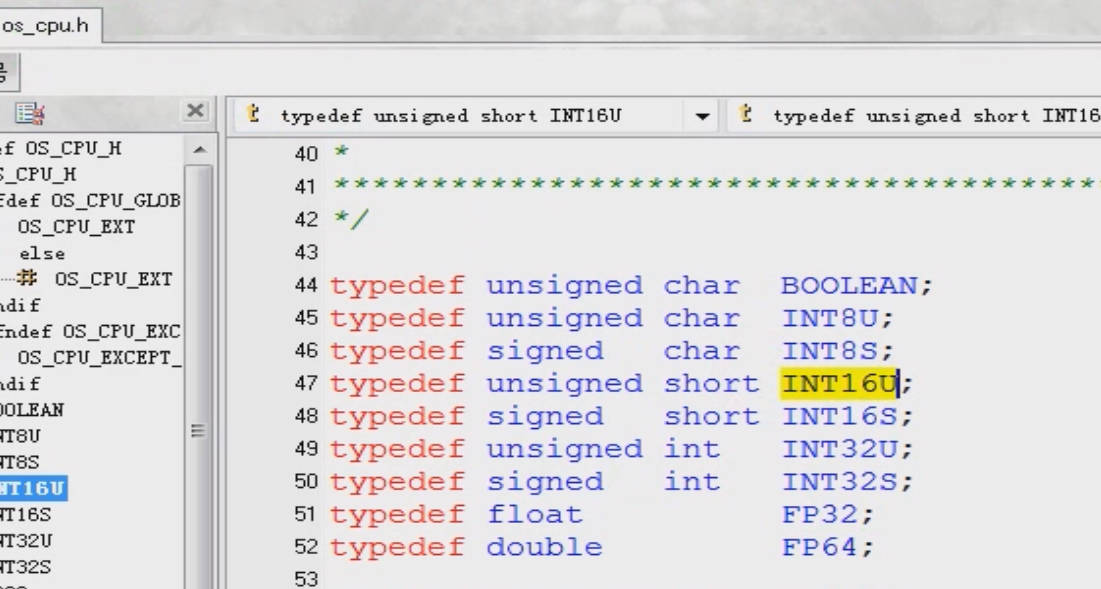 os_cpu.h
号
typedef unsigned short INT16U
typedef unsigned short INT16
ef OS_CPU_H
S_CPU_H
fdef OS_CPU_GLOB
OS_CPU_EXT
else
OS_CPU_EXT
ndif
fndef OS_CPU_EXC
OS_CPU_EXCEPT_
ndif
OOLEAN
NT8U
NT8S
NT16U
NT16S
NT32U
NT32S
40 *
41 ***************************************
42 */
43
44 typedef unsigned char BOOLEAN;
45 typedef unsigned char INT8U;
46 typedef signed char INT8S;
47 typedef unsigned short INT16U;
48 typedef signed short INT16S;
49 typedef unsigned int INT32U;
50 typedef signed int INT32S;
51 typedef float FP32;
52 typedef double FP64;
53